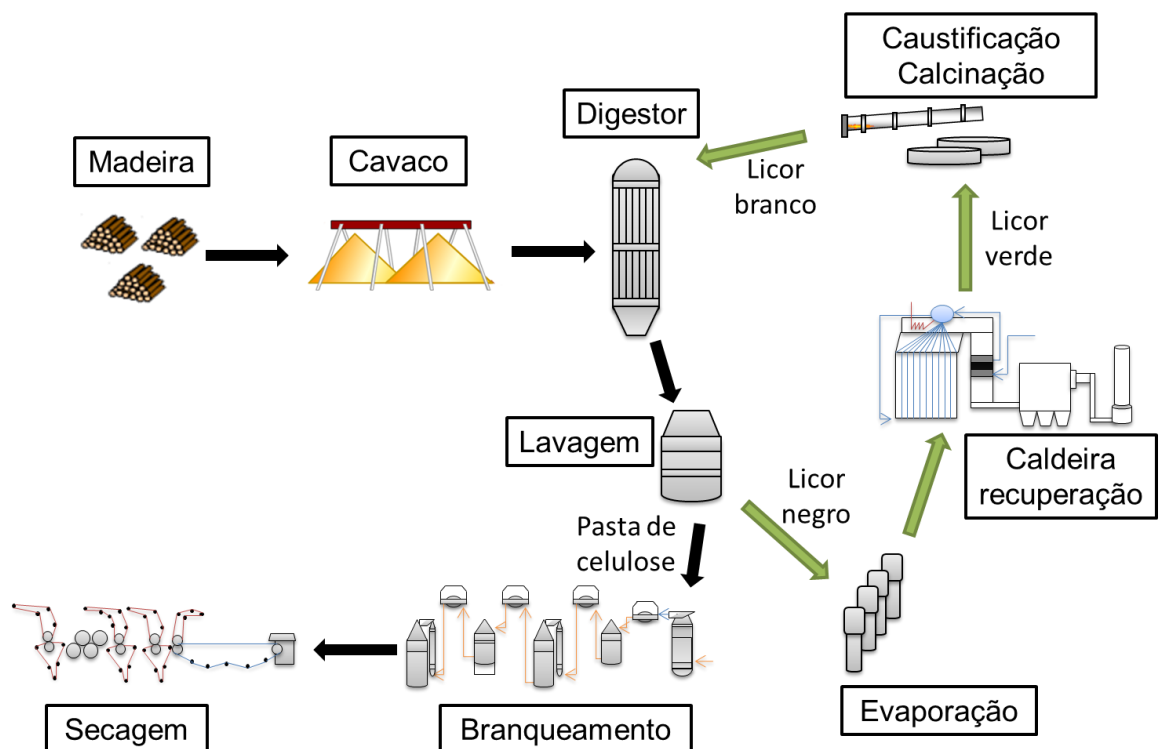 Caustificação
Calcinação
Digestor
Madeira
Cavaco
Licor
branco
Licor
verde
Lavagem
Caldeira
recuperação
Licor
negro
Pasta de
celulose
Secagem
Branqueamento
Evaporação